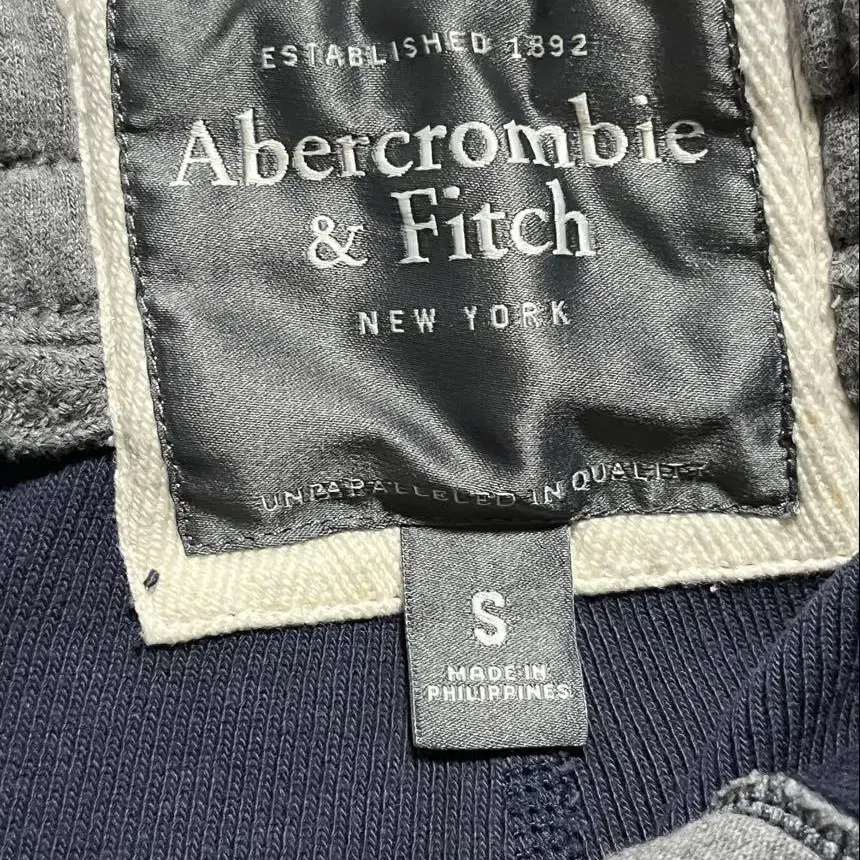 ESTABLISHED 1892
Abercrombie
& Fitch
NEW YORK
UNPARALLELED IN QUALITY
S
MADE IN
PHILIPPINES